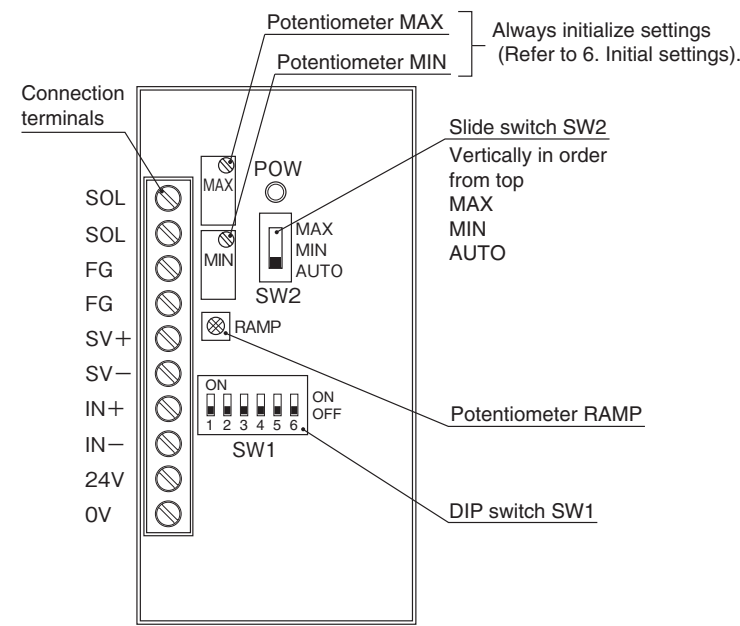 Potentiometer MAX
Always initialize settings
(Refer to 6. Initial settings).
Potentiometer MIN
Connection
terminals
Slide switch SW2
Vertically in order
from top
MAX
MIN
AUTO
POW
MAX
MAX
MIN
AUTO
MIN
SW2
RAMP
SOL
SOL
FG
FG
SV+
SV−
IN+
IN−
24V
0V
ON
ON
OFF
1 2 3 4 5 6
SW1
Potentiometer RAMP
DIP switch SW1